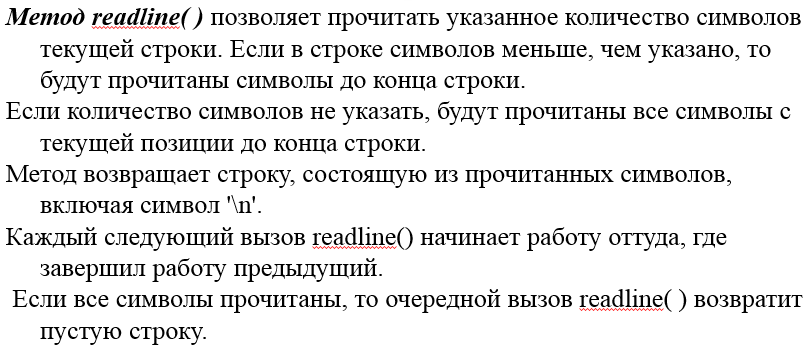 Метод readline( ) позволяет прочитать указанное количество символов
текущей строки. Если в строке символов меньше, чем указано, то
будут прочитаны символы до конца строки.
Если количество символов не указать, будут прочитаны все символы с
текущей позиции до конца строки.
Метод возвращает строку, состоящую из прочитанных символов,
включая символ '\n'.
Каждый следующий вызов readline() начинает работу оттуда, где
завершил работу предыдущий.
Если все символы прочитаны, то очередной вызов readline( ) возвратит
пустую строку.